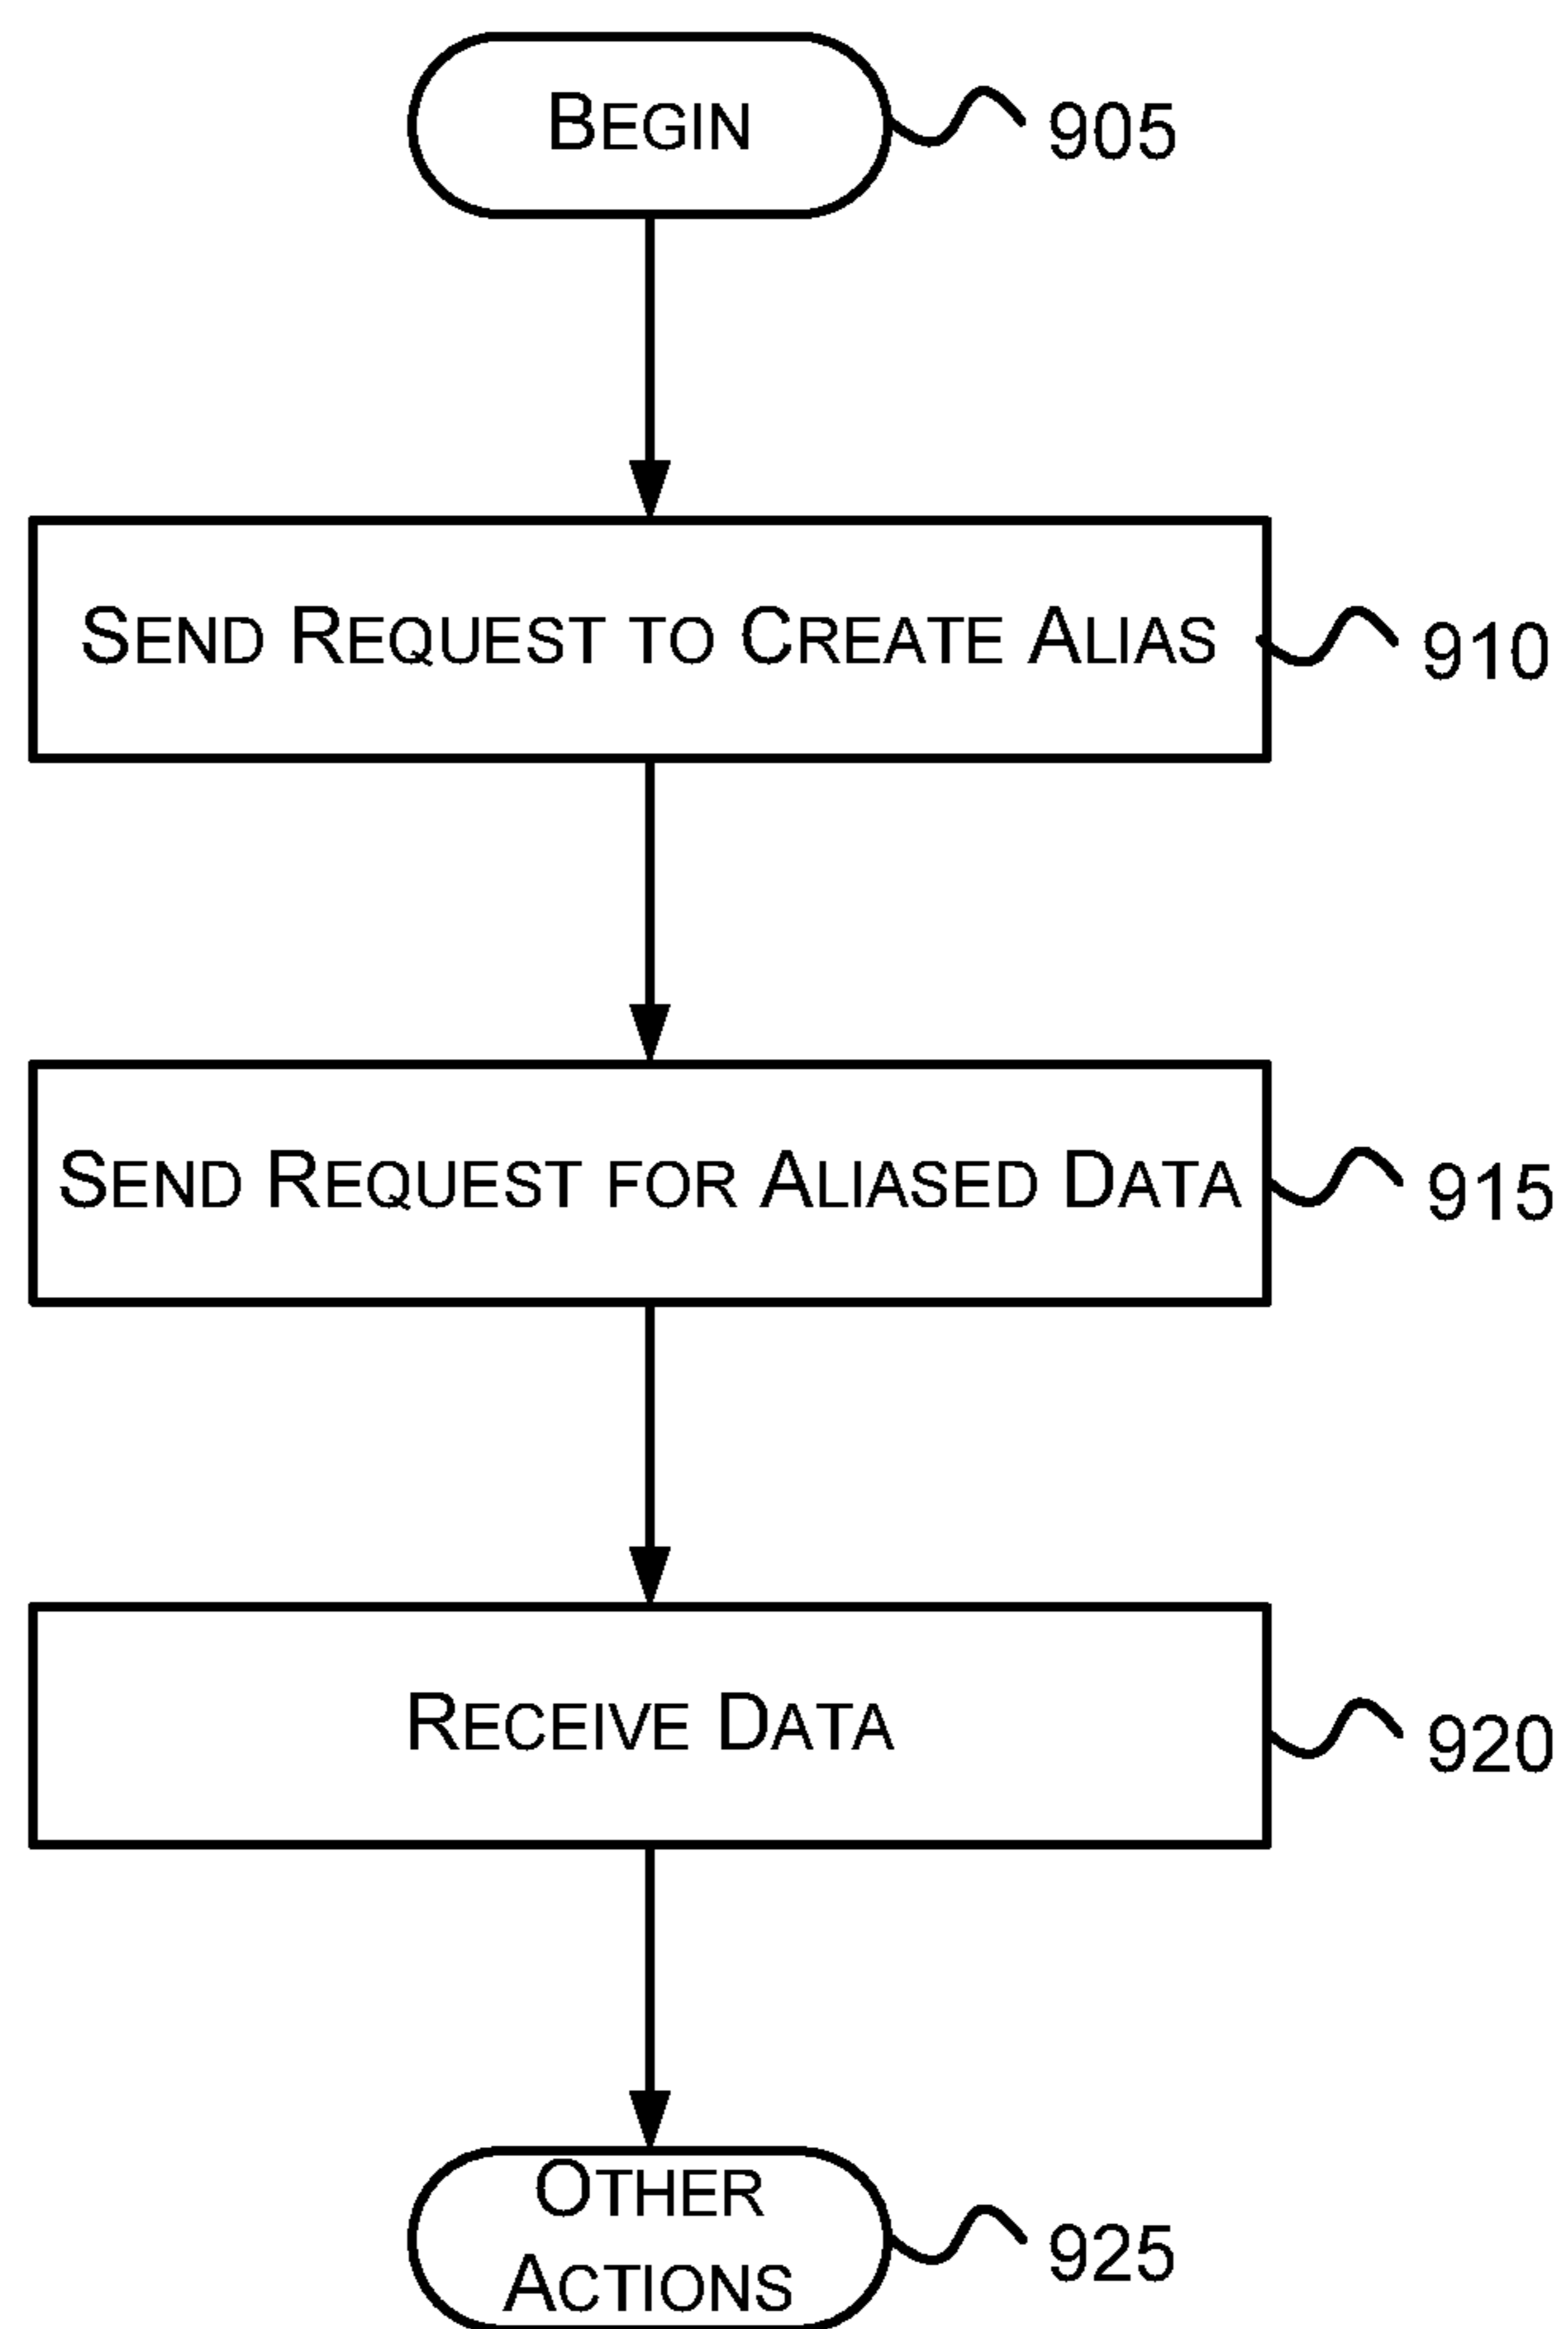 BEGIN
905
SEND REQUEST TO CREATE ALIAS
910
SEND REQUEST FOR ALIASED DATA
915
RECEIVE DATA
920
OTHER
ACTIONS
925